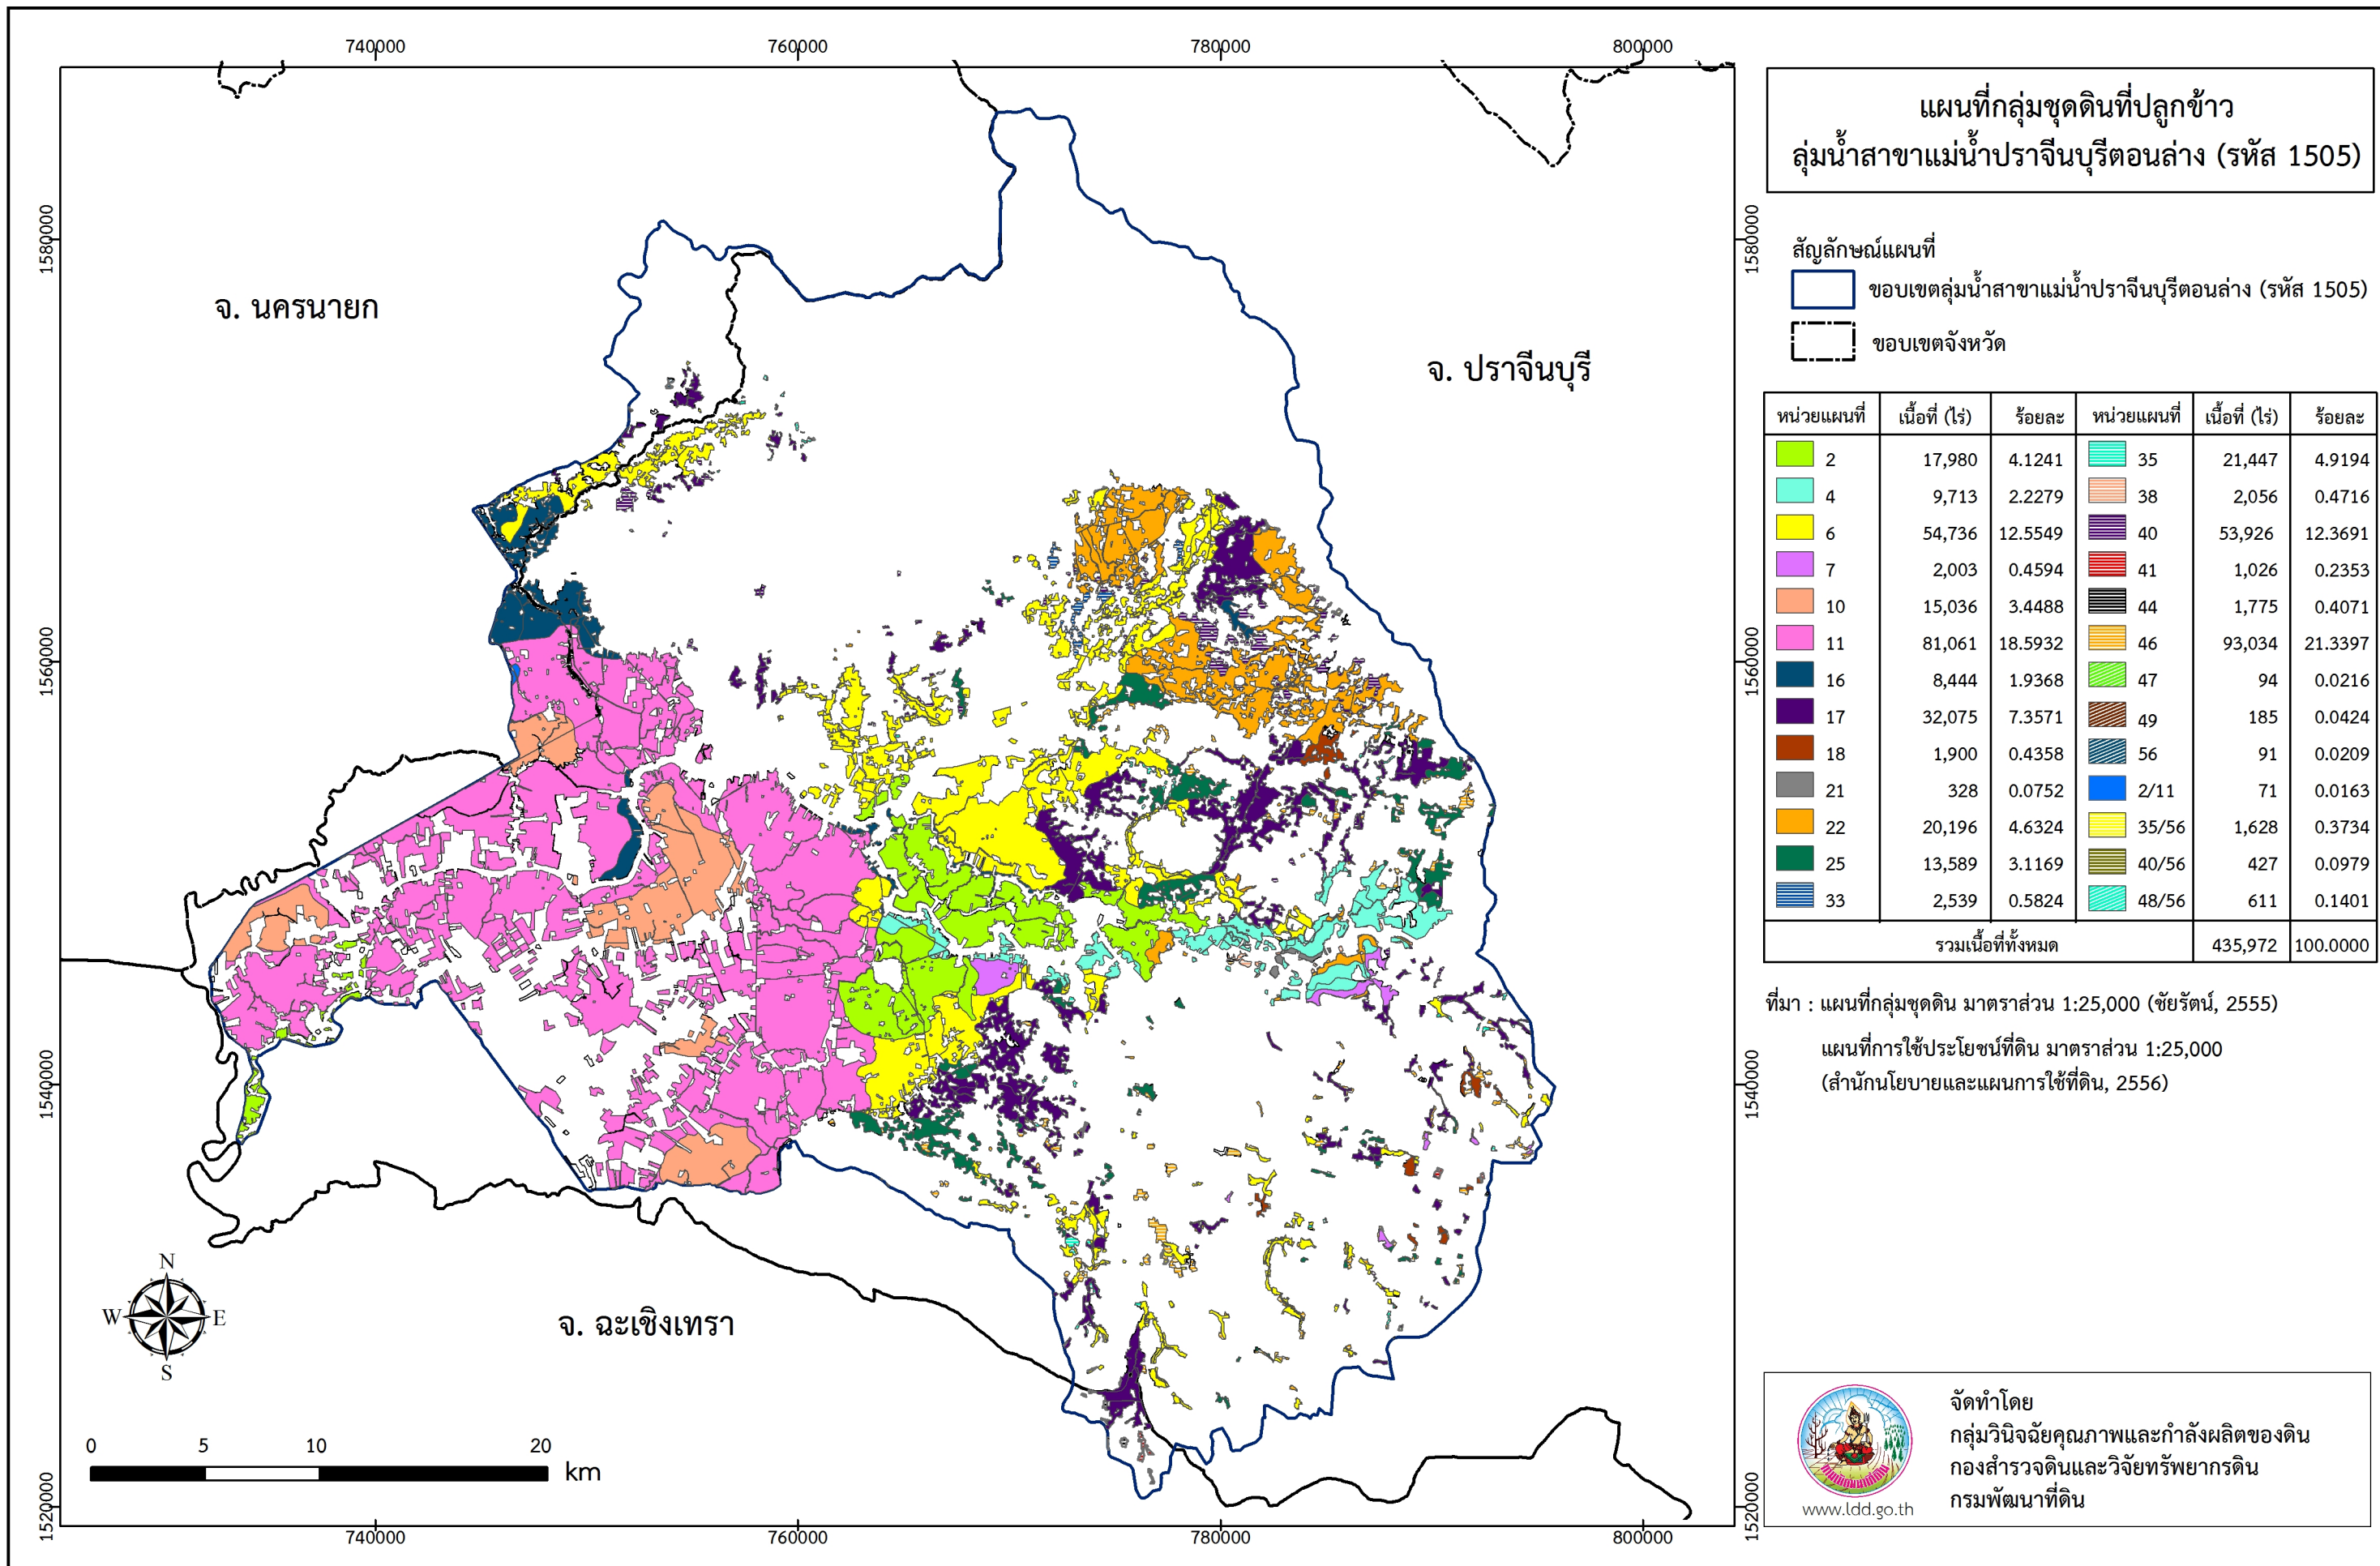 740000 760000 780000 800000
แผนที่กลุ่มชุดดินที่ปลูกข้าว
ลุ่มน้ำสาขาแม่น้ำปราจีนบุรีตอนล่าง (รหัส 1505)
สัญลักษณ์แผนที่
ขอบเขตลุ่มน้ำสาขาแม่น้ำปราจีนบุรีตอนล่าง (รหัส 1505)
ขอบเขตจังหวัด
1580000 1580000
จ. นครนายก
จ. ปราจีนบุรี
1560000 1560000
1540000 1540000
จ. ฉะเชิงเทรา
1520000 1520000
N
W E
S
0 5 10 20 km
740000 760000 780000 800000
หน่วยแผนที่ เนื้อที่ (ไร่) ร้อยละ หน่วยแผนที่ เนื้อที่ (ไร่) ร้อยละ
2 17,980 4.1241 35 21,447 4.9194
4 9,713 2.2279 38 2,056 0.4716
6 54,736 12.5549 40 53,926 12.3691
7 2,003 0.4594 41 1,026 0.2353
10 15,036 3.4488 44 1,775 0.4071
11 81,061 18.5932 46 93,034 21.3397
16 8,444 1.9368 47 94 0.0216
17 32,075 7.3571 49 185 0.0424
18 1,900 0.4358 56 91 0.0209
21 328 0.0752 2/11 71 0.0163
22 20,196 4.6324 35/56 1,628 0.3734
25 13,589 3.1169 40/56 427 0.0979
33 2,539 0.5824 48/56 611 0.1401
รวมเนื้อที่ทั้งหมด 435,972 100.0000
ที่มา : แผนที่กลุ่มชุดดิน มาตราส่วน 1:25,000 (ชัยรัตน์, 2555)
แผนที่การใช้ประโยชน์ที่ดิน มาตราส่วน 1:25,000
(สำนักนโยบายและแผนการใช้ที่ดิน, 2556)
จัดทำโดย
กลุ่มวินิจฉัยคุณภาพและกำลังผลิตของดิน
กองสำรวจดินและวิจัยทรัพยากรดิน
กรมพัฒนาที่ดิน
กรมพัฒนาที่ดิน
www.ldd.go.th